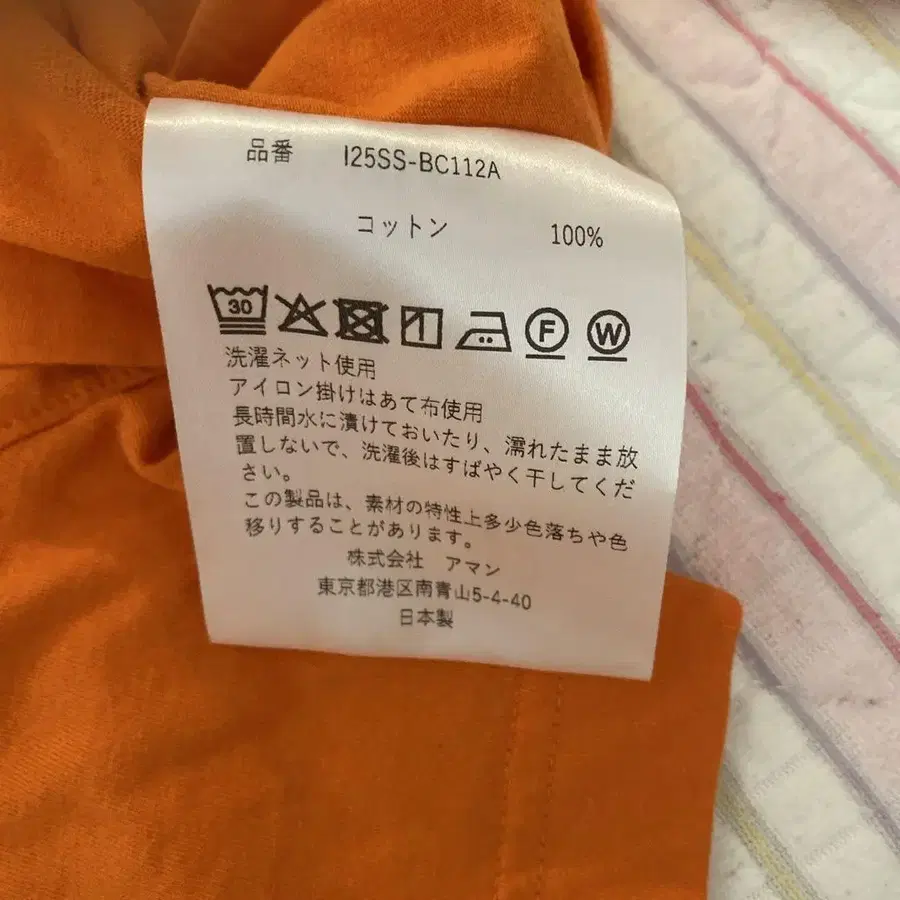 品番 I25SS-BC112A
コットン 100%
30 F W
洗濯ネット使用
アイロン掛けはあて布使用
長時間水に漬けておいたり、濡れたまま放
置しないで、洗濯後はすばやく干してくだ
さい。
この製品は、素材の特性上多少色落ちや色
移りすることがあります。
株式会社 アマン
東京都港区南青山5-4-40
日本製